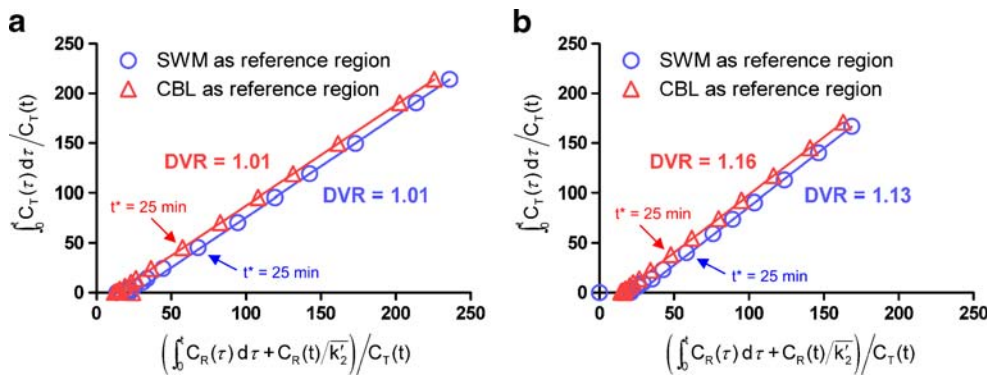 a
250
200
150
100
50
0
∫₀ᵗ C_T(τ) dτ / C_T(t)
SWM as reference region
CBL as reference region
DVR = 1.01
DVR = 1.01
t* = 25 min
t* = 25 min
0 50 100 150 200 250
(∫₀ᵗ C_R(τ) dτ + C_R(t)/k̅₂′) / C_T(t)
b
250
200
150
100
50
0
∫₀ᵗ C_T(τ) dτ / C_T(t)
SWM as reference region
CBL as reference region
DVR = 1.16
DVR = 1.13
t* = 25 min
t* = 25 min
0 50 100 150 200 250
(∫₀ᵗ C_R(τ) dτ + C_R(t)/k̅₂′) / C_T(t)